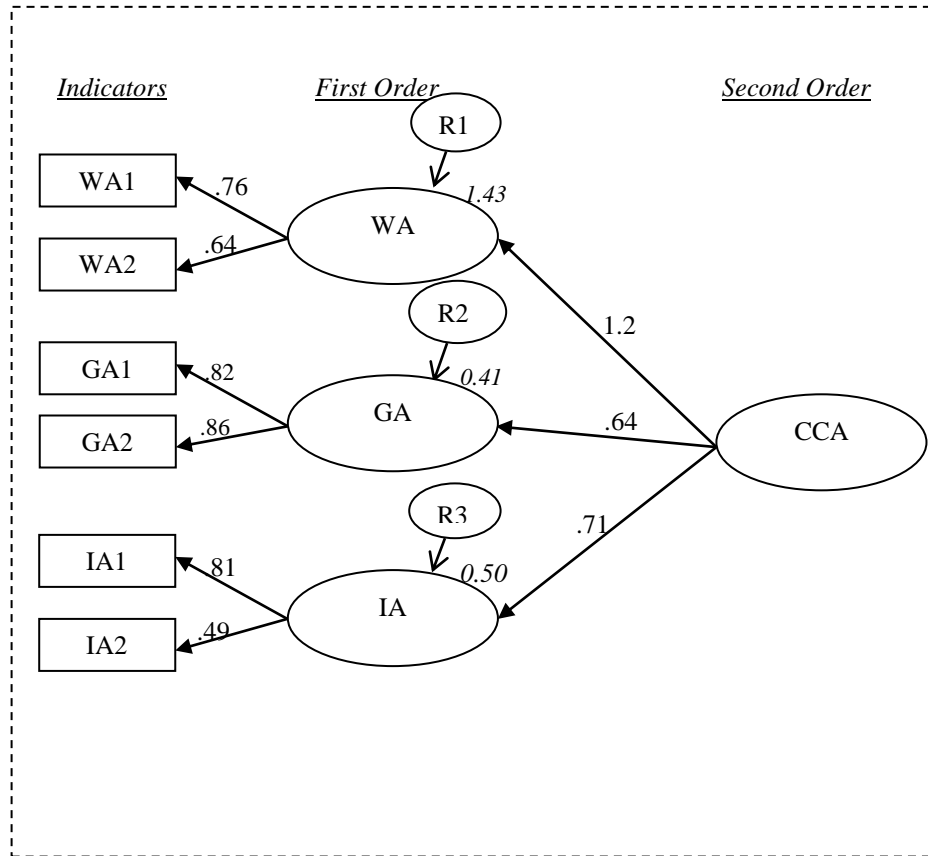 Indicators
First Order
Second Order
R1
WA1
.76
1.43
WA
.64
WA2
R2
1.2
GA1
.82
0.41
GA
.86
GA2
.64
CCA
R3
.71
IA1
.81
0.50
IA
.49
IA2